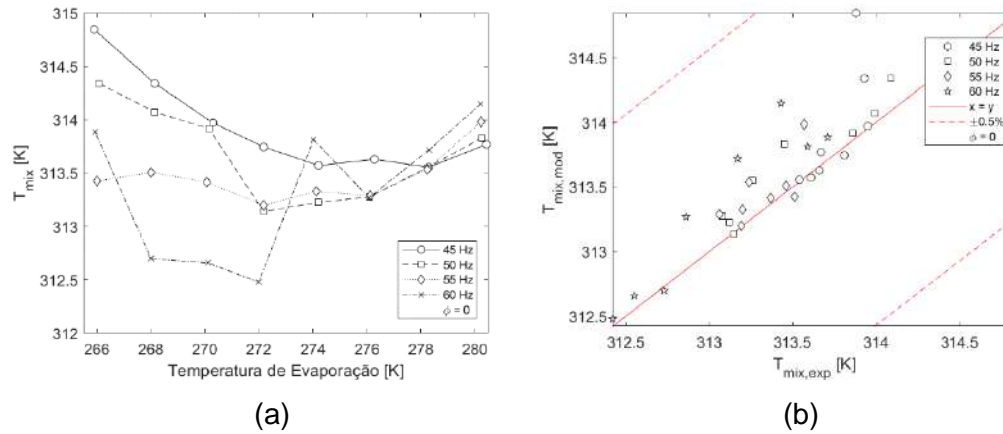 315
314.5
314
313.5
313
312.5
312
T_mix [K]
45 Hz
50 Hz
55 Hz
60 Hz
ϕ = 0
266 268 270 272 274 276 278 280
Temperatura de Evaporação [K]
(a)
314.5
314
313.5
313
312.5
T_mix,mod [K]
45 Hz
50 Hz
55 Hz
60 Hz
x = y
±0.5%
ϕ = 0
312.5 313 313.5 314 314.5
T_mix,exp [K]
(b)